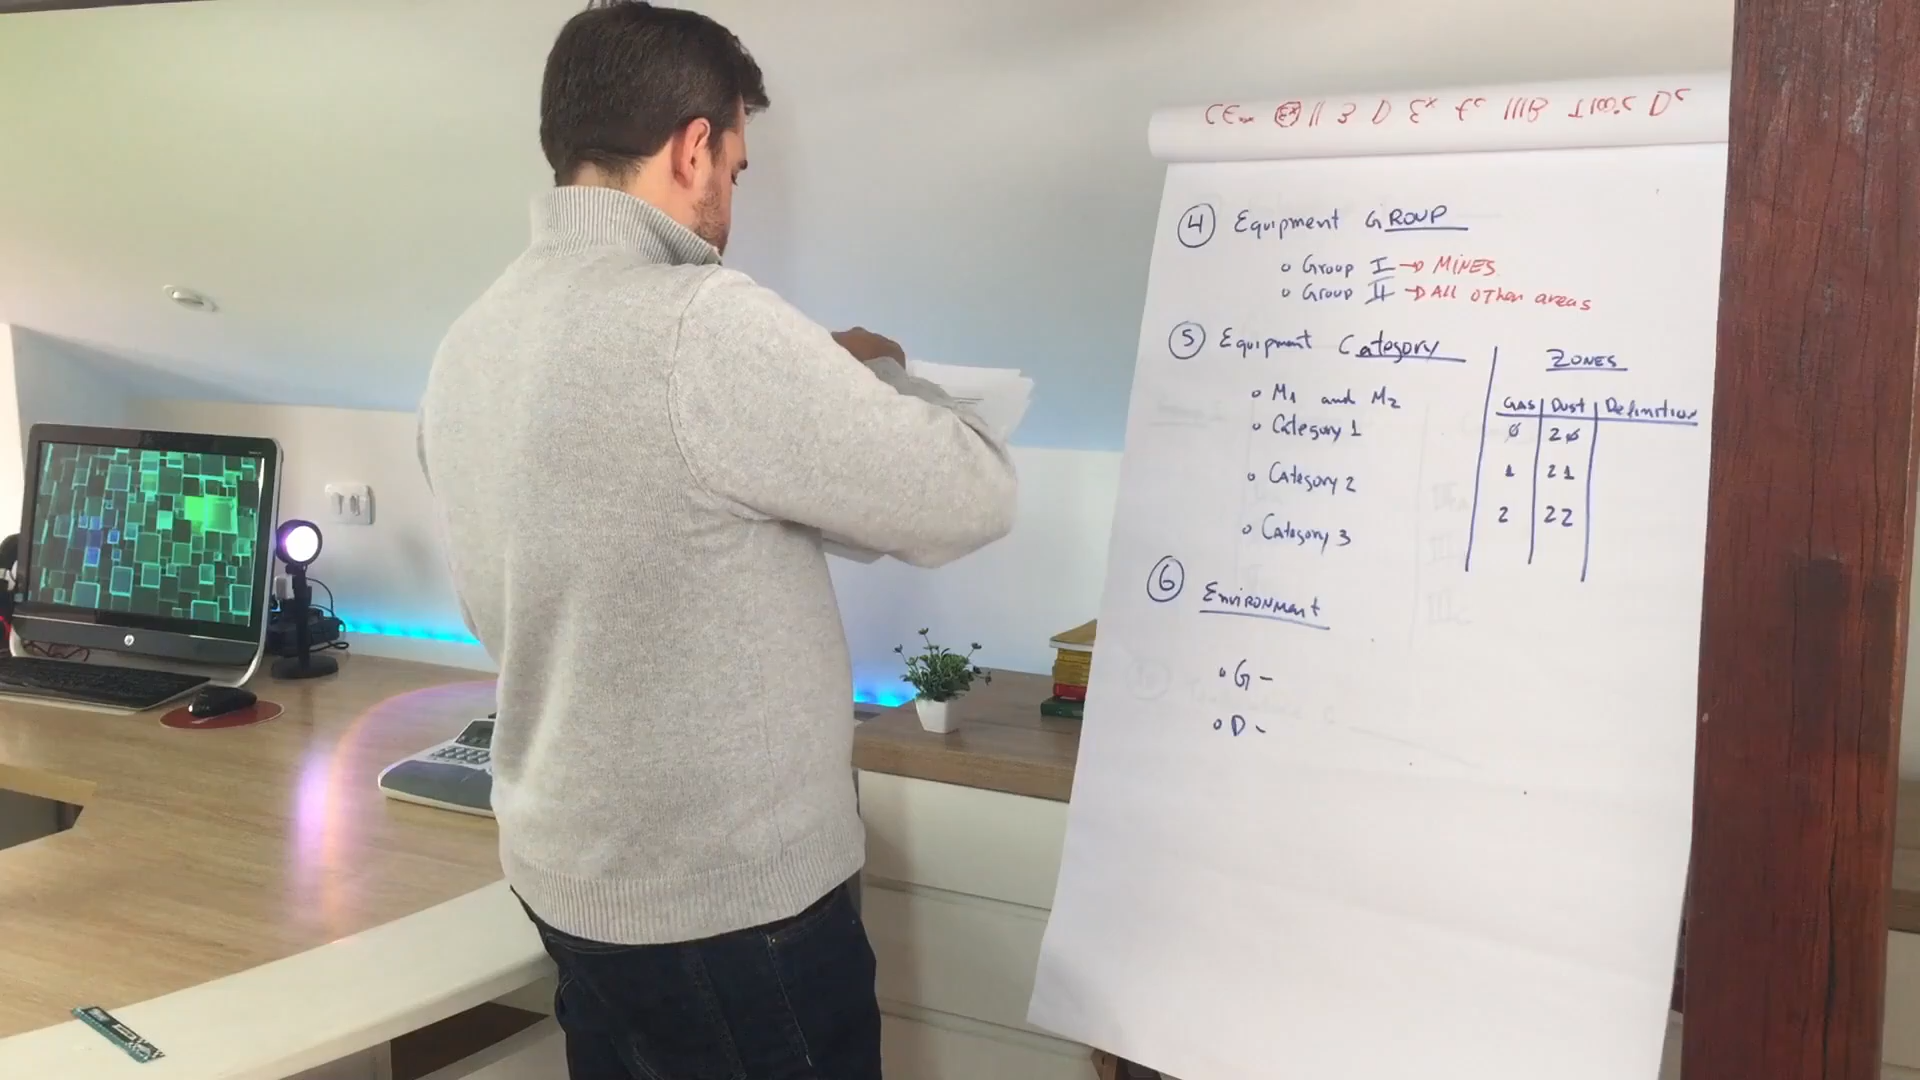 CE Ex II 3 D Ex tc IIIB T100°C Dc
4 Equipment GROUP
Group I → MINES
Group II → All other areas
5 Equipment Category
ZONES
M1 and M2
GAS Dust Definition
Category 1
0 20
Category 2
1 21
Category 3
2 22
6 Environment
G -
D -
hp